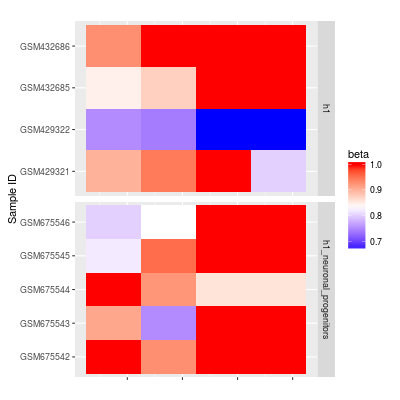 GSM432686
GSM432685
GSM429322
GSM429321
h1
GSM675546
GSM675545
GSM675544
GSM675543
GSM675542
h1_neuronal_progenitors
Sample ID
beta
1.0
0.9
0.8
0.7